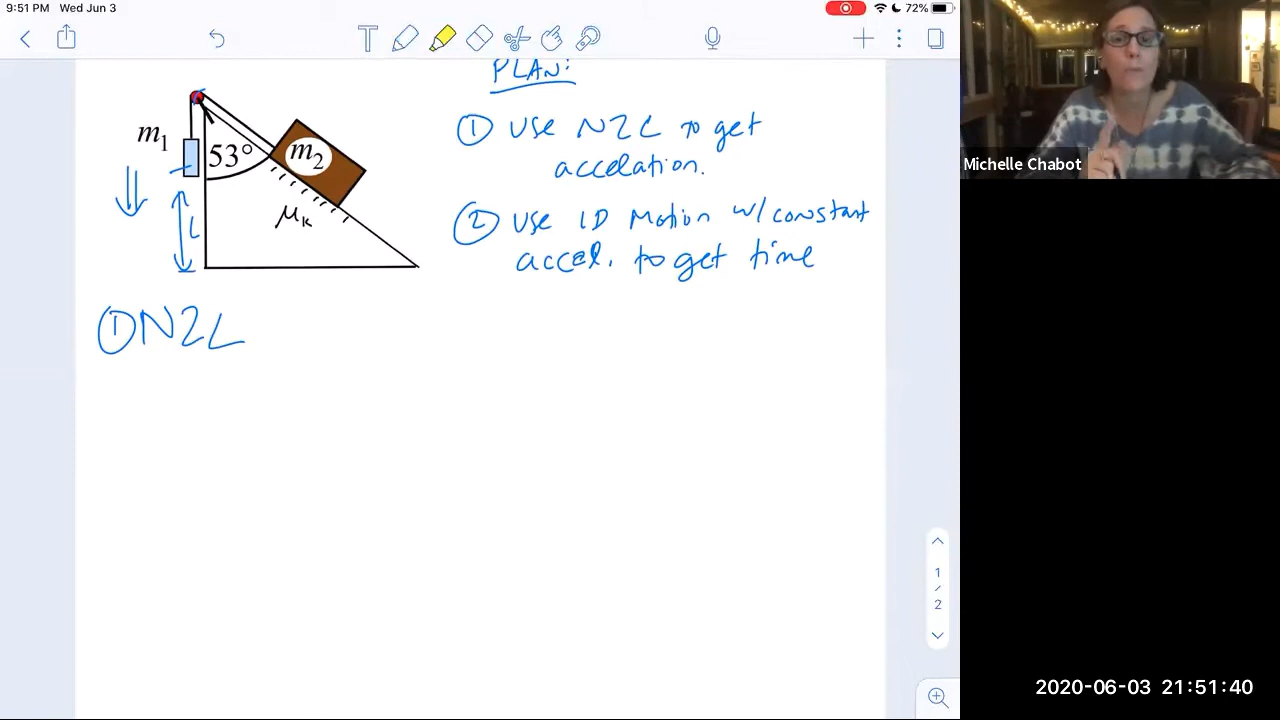 9:51 PM Wed Jun 3
72%
PLAN:
① USE N2L to get
accelation.
② USE 1D Motion w/constant
accel. to get time
m1
53°
m2
μk
L
① N2L
Michelle Chabot
1
/
2
2020-06-03 21:51:40